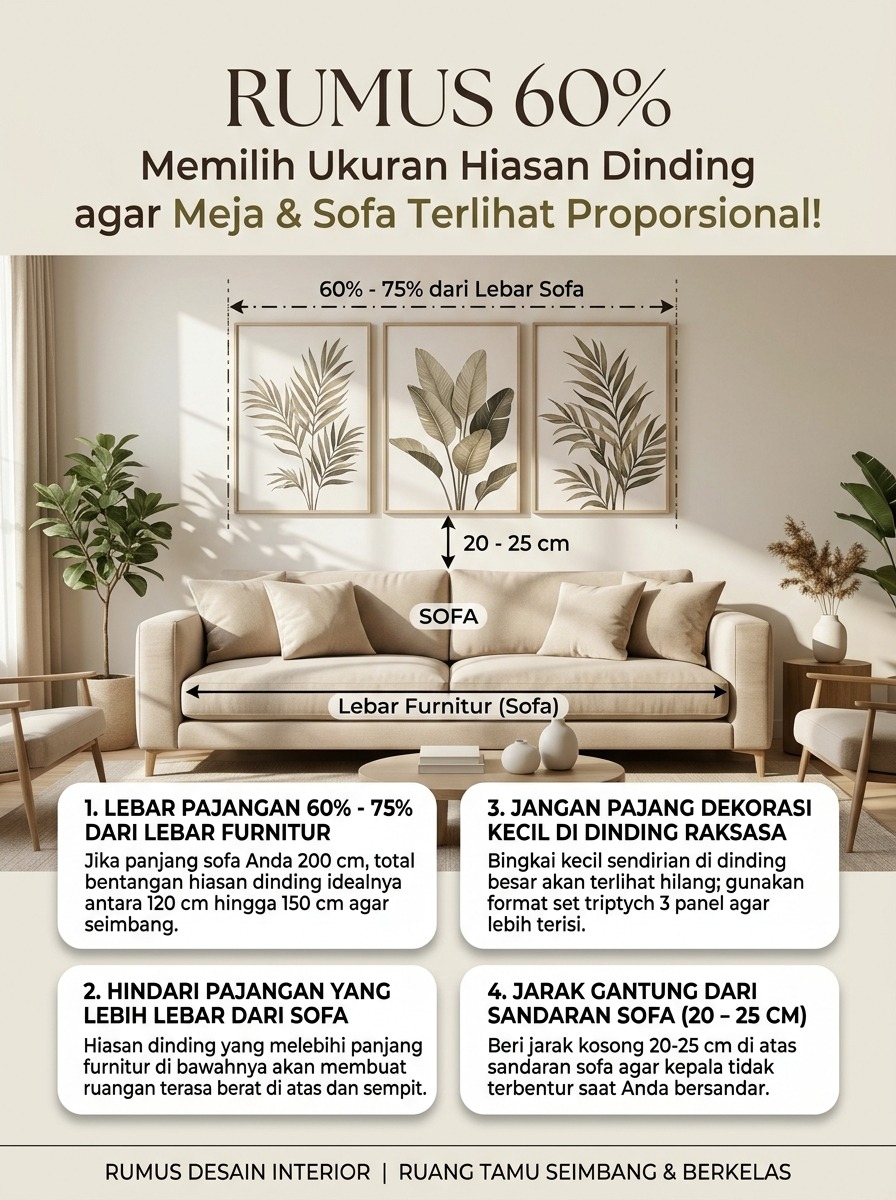 RUMUS 60%
Memilih Ukuran Hiasan Dinding
agar Meja & Sofa Terlihat Proporsional!
60% - 75% dari Lebar Sofa
20 - 25 cm
SOFA
Lebar Furnitur (Sofa)
1. LEBAR PAJANGAN 60% - 75%
DARI LEBAR FURNITUR
Jika panjang sofa Anda 200 cm, total
bentangan hiasan dinding idealnya
antara 120 cm hingga 150 cm agar
seimbang.
2. HINDARI PAJANGAN YANG
LEBIH LEBAR DARI SOFA
Hiasan dinding yang melebihi panjang
furnitur di bawahnya akan membuat
ruangan terasa berat di atas dan sempit.
3. JANGAN PAJANG DEKORASI
KECIL DI DINDING RAKSASA
Bingkai kecil sendirian di dinding
besar akan terlihat hilang; gunakan
format set triptych 3 panel agar
lebih terisi.
4. JARAK GANTUNG DARI
SANDARAN SOFA (20 – 25 CM)
Beri jarak kosong 20-25 cm di atas
sandaran sofa agar kepala tidak
terbentur saat Anda bersandar.
RUMUS DESAIN INTERIOR | RUANG TAMU SEIMBANG & BERKELAS